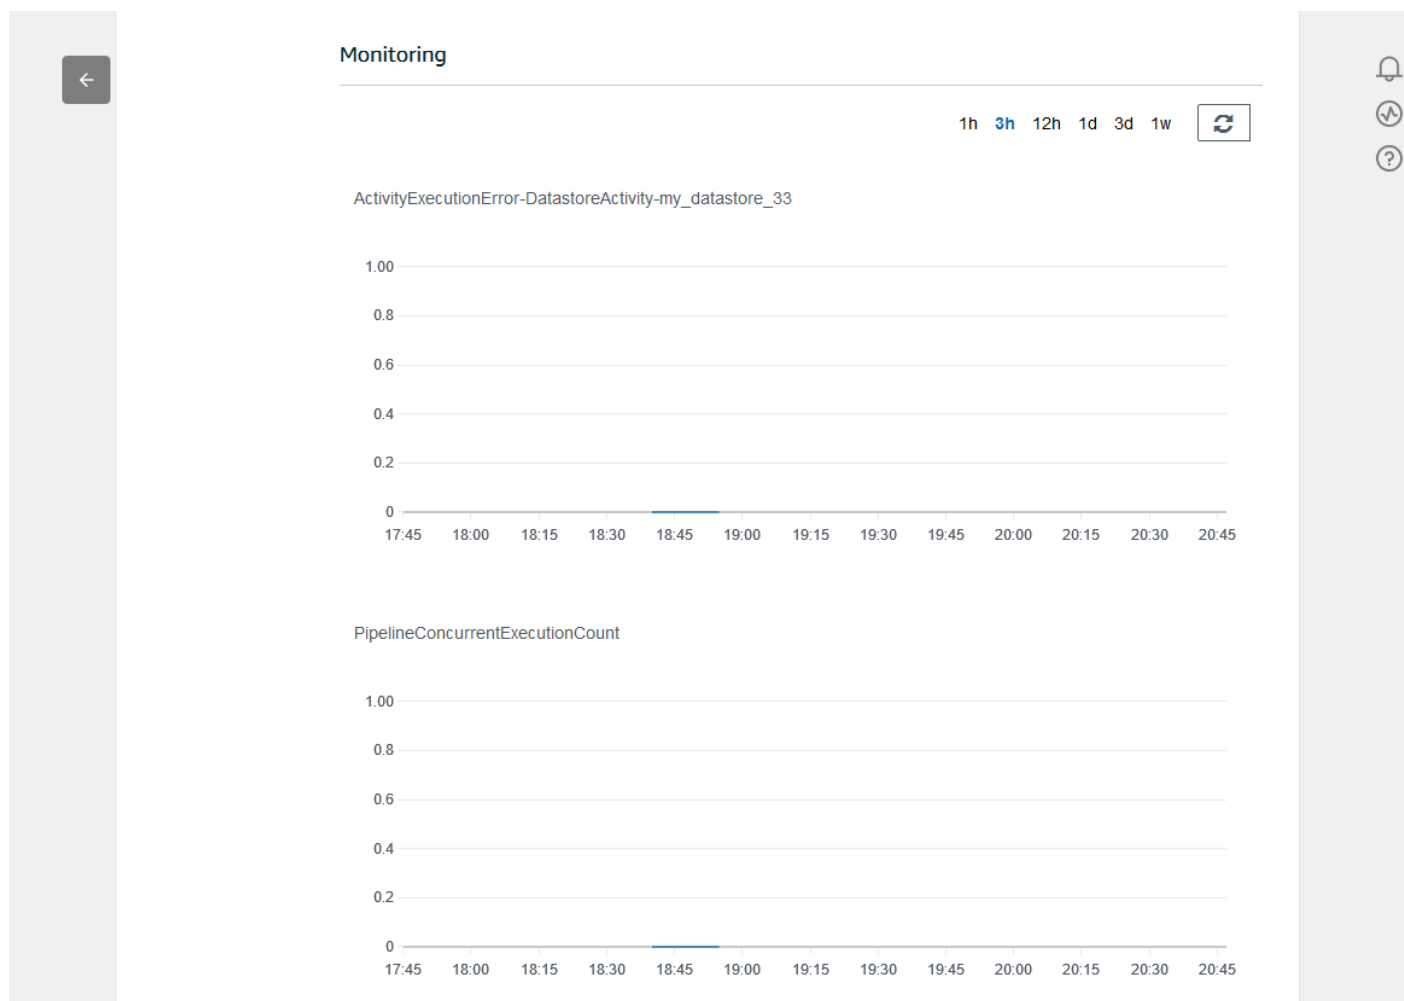 Monitoring
1h 3h 12h 1d 3d 1w
ActivityExecutionError-DatastoreActivity-my_datastore_33
1.00
0.8
0.6
0.4
0.2
0
17:45 18:00 18:15 18:30 18:45 19:00 19:15 19:30 19:45 20:00 20:15 20:30 20:45
PipelineConcurrentExecutionCount
1.00
0.8
0.6
0.4
0.2
0
17:45 18:00 18:15 18:30 18:45 19:00 19:15 19:30 19:45 20:00 20:15 20:30 20:45